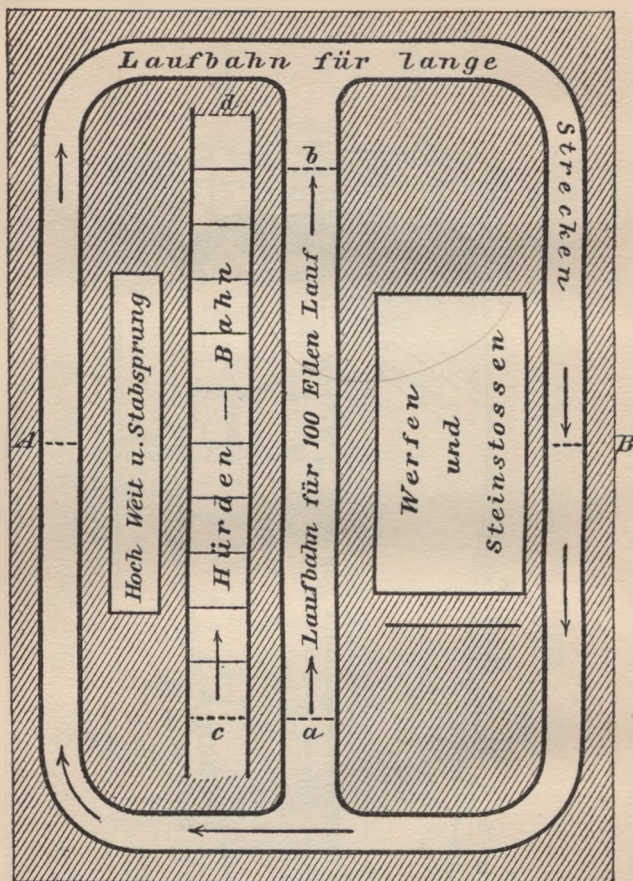 Laufbahn für lange
Strecken
d
b
Hoch Weit u. Stabsprung
Hürden — Bahn
Laufbahn für 100 Ellen Lauf
Werfen
und
Steinstossen
A
B
c
a